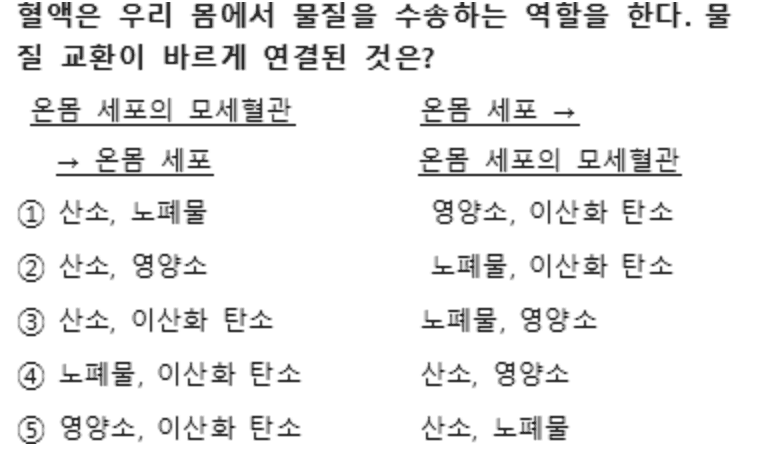 혈액은 우리 몸에서 물질을 수송하는 역할을 한다. 물
질 교환이 바르게 연결된 것은?
온몸 세포의 모세혈관 온몸 세포 →
→ 온몸 세포 온몸 세포의 모세혈관
① 산소, 노폐물 영양소, 이산화 탄소
② 산소, 영양소 노폐물, 이산화 탄소
③ 산소, 이산화 탄소 노폐물, 영양소
④ 노폐물, 이산화 탄소 산소, 영양소
⑤ 영양소, 이산화 탄소 산소, 노폐물